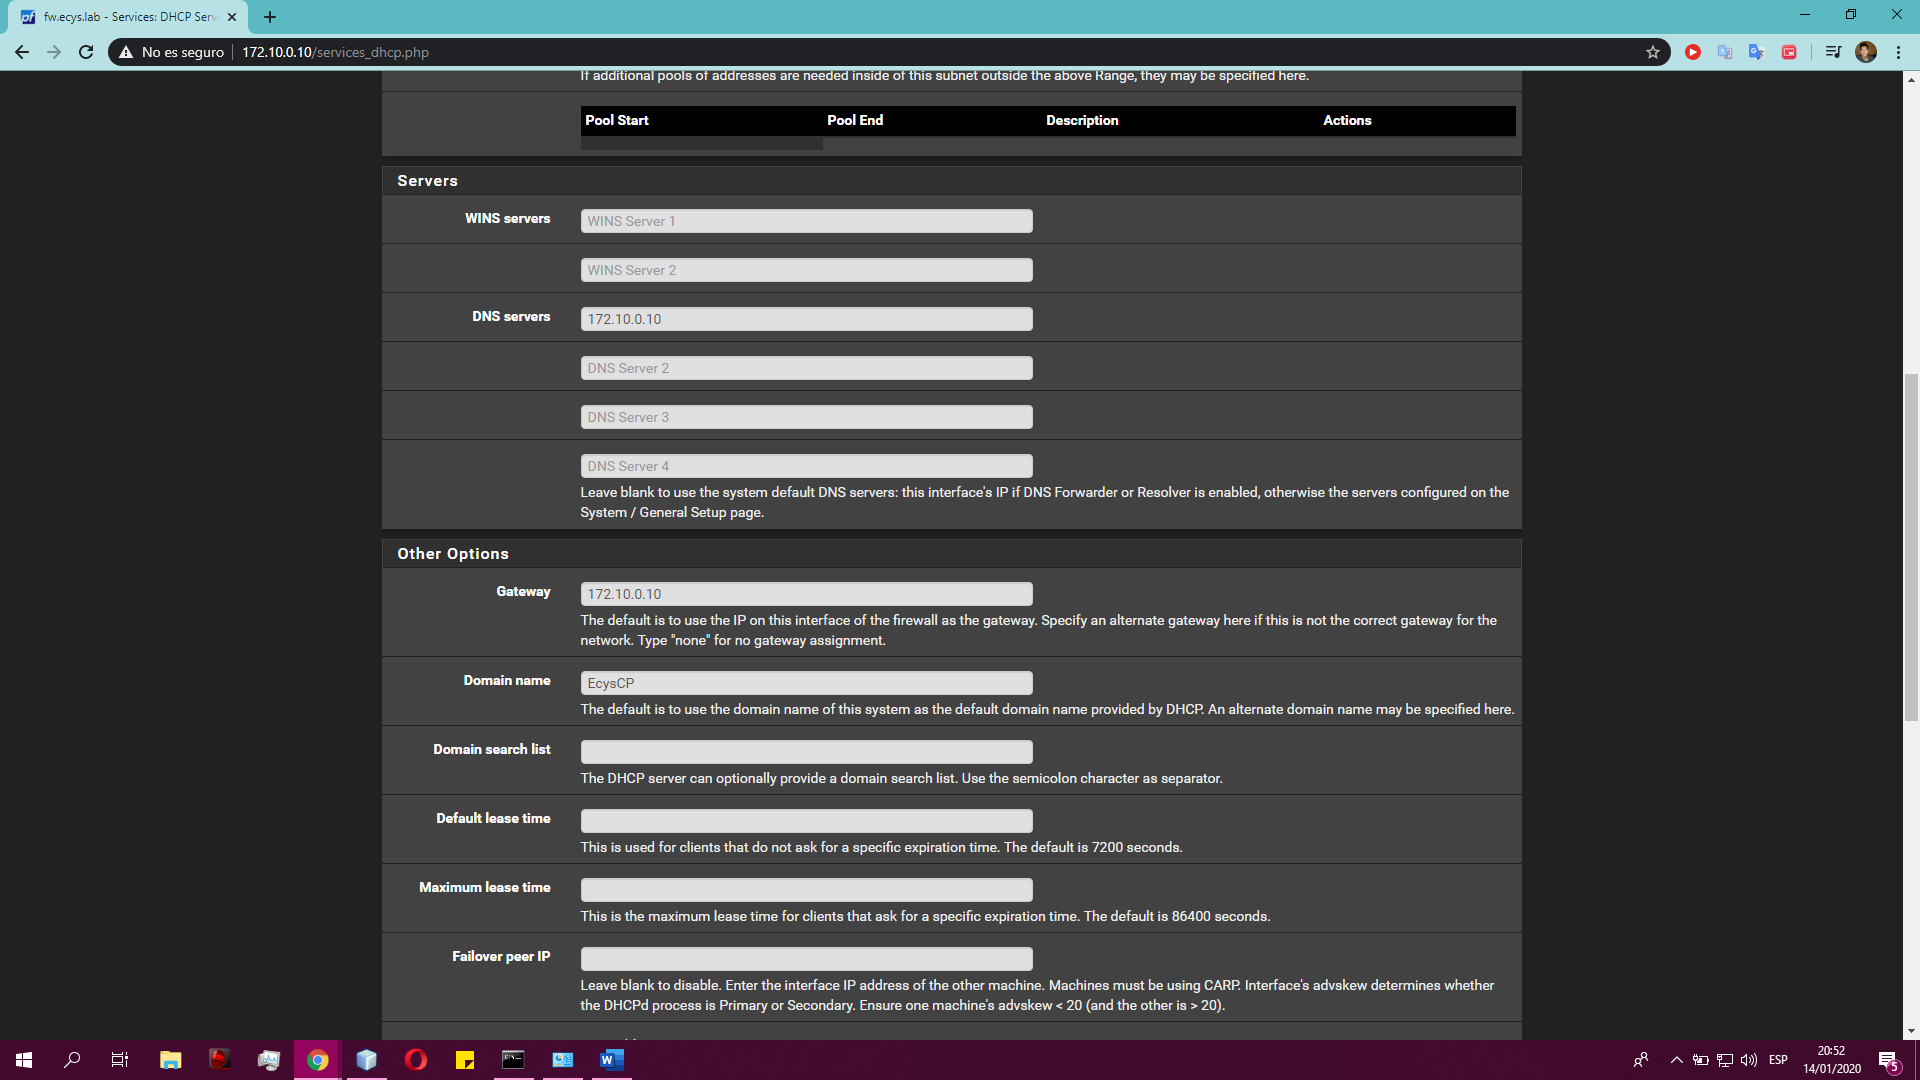 fw.ecys.lab - Services: DHCP Serv
No es seguro
172.10.0.10/services_dhcp.php
If additional pools of addresses are needed inside of this subnet outside the above Range, they may be specified here.
Pool Start Pool End Description Actions
Servers
WINS servers
WINS Server 1
WINS Server 2
DNS servers
172.10.0.10
DNS Server 2
DNS Server 3
DNS Server 4
Leave blank to use the system default DNS servers: this interface's IP if DNS Forwarder or Resolver is enabled, otherwise the servers configured on the
System / General Setup page.
Other Options
Gateway
172.10.0.10
The default is to use the IP on this interface of the firewall as the gateway. Specify an alternate gateway here if this is not the correct gateway for the
network. Type "none" for no gateway assignment.
Domain name
EcysCP
The default is to use the domain name of this system as the default domain name provided by DHCP. An alternate domain name may be specified here.
Domain search list
The DHCP server can optionally provide a domain search list. Use the semicolon character as separator.
Default lease time
This is used for clients that do not ask for a specific expiration time. The default is 7200 seconds.
Maximum lease time
This is the maximum lease time for clients that ask for a specific expiration time. The default is 86400 seconds.
Failover peer IP
Leave blank to disable. Enter the interface IP address of the other machine. Machines must be using CARP. Interface's advskew determines whether
the DHCPd process is Primary or Secondary. Ensure one machine's advskew < 20 (and the other is > 20).
ESP
20:52
14/01/2020
5